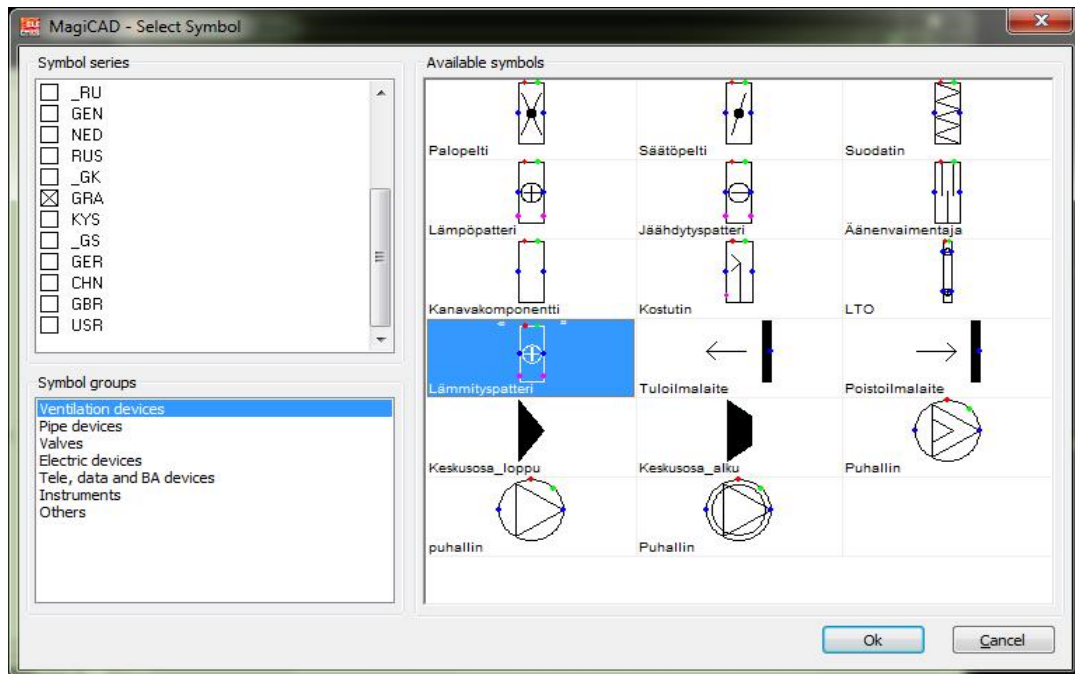 MagiCAD - Select Symbol
Symbol series
_RU
GEN
NED
RUS
_GK
GRA
KYS
_GS
GER
CHN
GBR
USR
Symbol groups
Ventilation devices
Pipe devices
Valves
Electric devices
Tele, data and BA devices
Instruments
Others
Available symbols
Palopelti Säätöpelti Suodatin
Lämpöpatteri Jäähdytyspatteri Äänenvaimentaja
Kanavakomponentti Kostutin LTO
Lämmityspatteri Tuloilmalaite Poistoilmalaite
Keskusosa_loppu Keskusosa_alku Puhallin
puhallin Puhallin
Ok Cancel